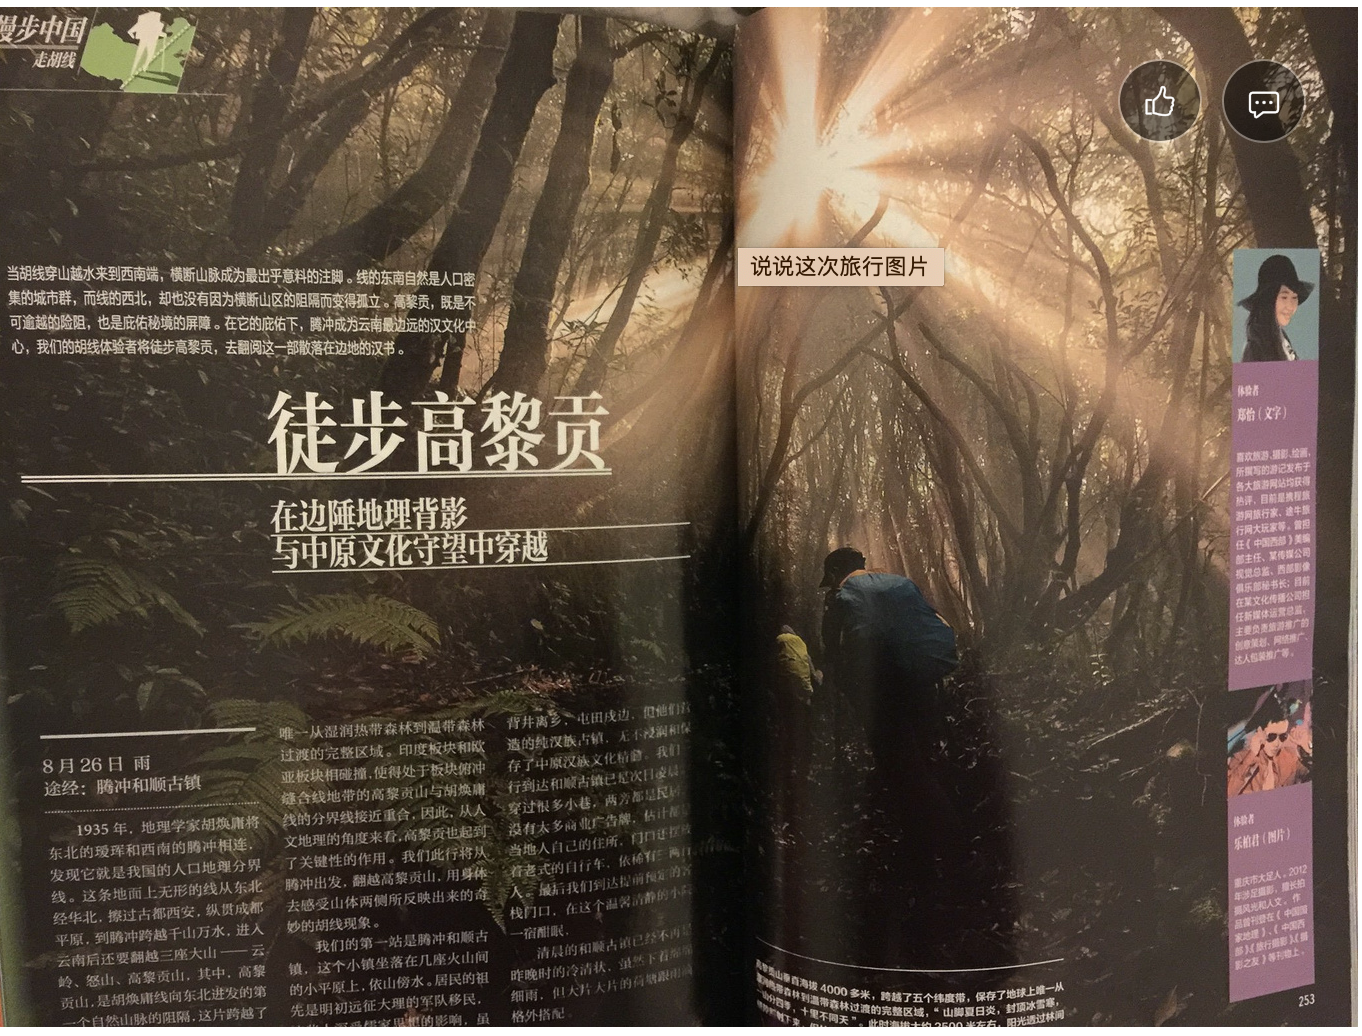 漫步中国
走胡线
当胡线穿山越水来到西南端，横断山脉成为最出乎意料的注脚。线的东南自然是人口密
集的城市群，而线的西北，却也没有因为横断山区的阻隔而变得孤立。高黎贡，既是不
可逾越的险阻，也是庇佑秘境的屏障。在它的庇佑下，腾冲成为云南最边远的汉文化中
心，我们的胡线体验者将徒步高黎贡，去翻阅这一部散落在边地的汉书。
徒步高黎贡
在边陲地理背影
与中原文化守望中穿越
8月26日 雨
途经：腾冲和顺古镇
1935年，地理学家胡焕庸将
东北的瑷珲和西南的腾冲相连，
发现它就是我国的人口地理分界
线。这条地面上无形的线从东北
经华北，擦过古都西安，纵贯成都
平原，到腾冲跨越千山万水，进入
云南后还要翻越三座大山——云
岭、怒山、高黎贡山，其中，高黎
贡山，是胡焕庸线向东北进发的第
一个自然山脉的阻隔，这片跨越了
唯一从湿润热带森林到温带森林
过渡的完整区域。印度板块和欧
亚板块相碰撞，使得处于板块俯冲
缝合线地带的高黎贡山与胡焕庸
线的分界线接近重合，因此，从人
文地理的角度来看，高黎贡也起到
了关键性的作用。我们此行将从
腾冲出发，翻越高黎贡山，用身体
去感受山体两侧所反映出来的奇
妙的胡线现象。
我们的第一站是腾冲和顺古
镇，这个小镇坐落在几座火山间
的小平原上，依山傍水。居民的祖
先是明初远征大理的军队移民，
背井离乡、屯田戍边，但他们
造的纯汉族古镇，无不浸润和
存了中原汉族文化精髓。我们
行到达和顺古镇已是次日凌晨
穿过很多小巷，两旁都是民
没有太多商业广告牌，估计都
当地人自己的住所，门口还
着老式的自行车，依稀有
人。最后我们到达提前预定的
栈门口，在这个温馨清静的小
一宿酣眠。
清晨的和顺古镇已经不
昨晚时的冷清状，虽然下着
细雨，但大片大片的荷塘跟
格外搭配。
说说这次旅行图片
体验者
郑怡（文字）
喜欢旅游、摄影、绘画，
所撰写的游记发布于
各大旅游网站均获得
热评，目前是携程旅
游网旅行家、途牛旅
行网大玩家等。曾担
任《中国西部》美编
部主任、某传媒公司
视觉总监、西部影像
俱乐部秘书长；目前
在某文化传播公司担
任新媒体运营总监，
主要负责旅游推广的
创意策划、网络推广、
达人包装推广等。
体验者
乐柏君（图片）
重庆市大足人。2012
年涉足摄影，擅长拍
摄风光和人文。作
品曾刊登在《中国国
家地理》、《中国西
部》《旅行摄影》《摄
影之友》等刊物上。
高黎贡山垂直海拔4000多米，跨越了五个纬度带，保存了地球上唯一从
湿润热带森林到温带森林过渡的完整区域，“山脚夏日炎，封顶冰雪寒，
一山分四季，十里不同天”。此时海拔大约2500米左右，阳光透过林间
253